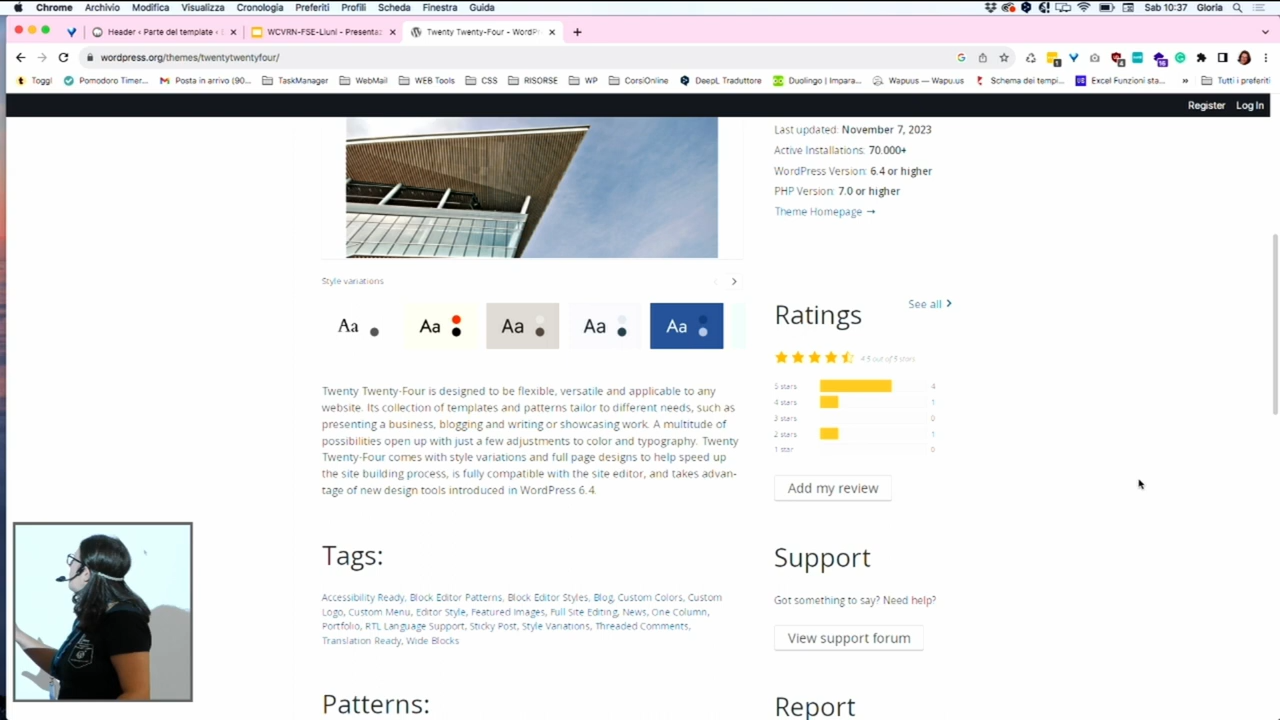 Chrome Archivio Modifica Visualizza Cronologia Preferiti Profili Scheda Finestra Guida Sab 10:37 Gloria
Header ‹ Parte del template ‹ WCVRN-FSE-Lluni - Presenta Twenty Twenty-Four - WordP
wordpress.org/themes/twentytwentyfour/
Toggl Pomodoro Timer... Posta in arrivo (90... TaskManager WebMail WEB Tools CSS RISORSE WP CorsiOnline DeepL Traduttore Duolingo | Impara... Wapuus — Wapu.us Schema dei tempi... Excel Funzioni sta... » Tutti i preferiti
Register Log In
Last updated: November 7, 2023
Active Installations: 70.000+
WordPress Version: 6.4 or higher
PHP Version: 7.0 or higher
Theme Homepage →
Style variations
Aa Aa Aa Aa Aa
See all
Ratings
4.5 out of 5 stars
5 stars 4
4 stars 1
3 stars 0
2 stars 1
1 star 0
Add my review
Twenty Twenty-Four is designed to be flexible, versatile and applicable to any
website. Its collection of templates and patterns tailor to different needs, such as
presenting a business, blogging and writing or showcasing work. A multitude of
possibilities open up with just a few adjustments to color and typography. Twenty
Twenty-Four comes with style variations and full page designs to help speed up
the site building process, is fully compatible with the site editor, and takes advan-
tage of new design tools introduced in WordPress 6.4.
Tags:
Accessibility Ready, Block Editor Patterns, Block Editor Styles, Blog, Custom Colors, Custom
Logo, Custom Menu, Editor Style, Featured Images, Full Site Editing, News, One Column,
Portfolio, RTL Language Support, Sticky Post, Style Variations, Threaded Comments,
Translation Ready, Wide Blocks
Support
Got something to say? Need help?
View support forum
Patterns:
Report